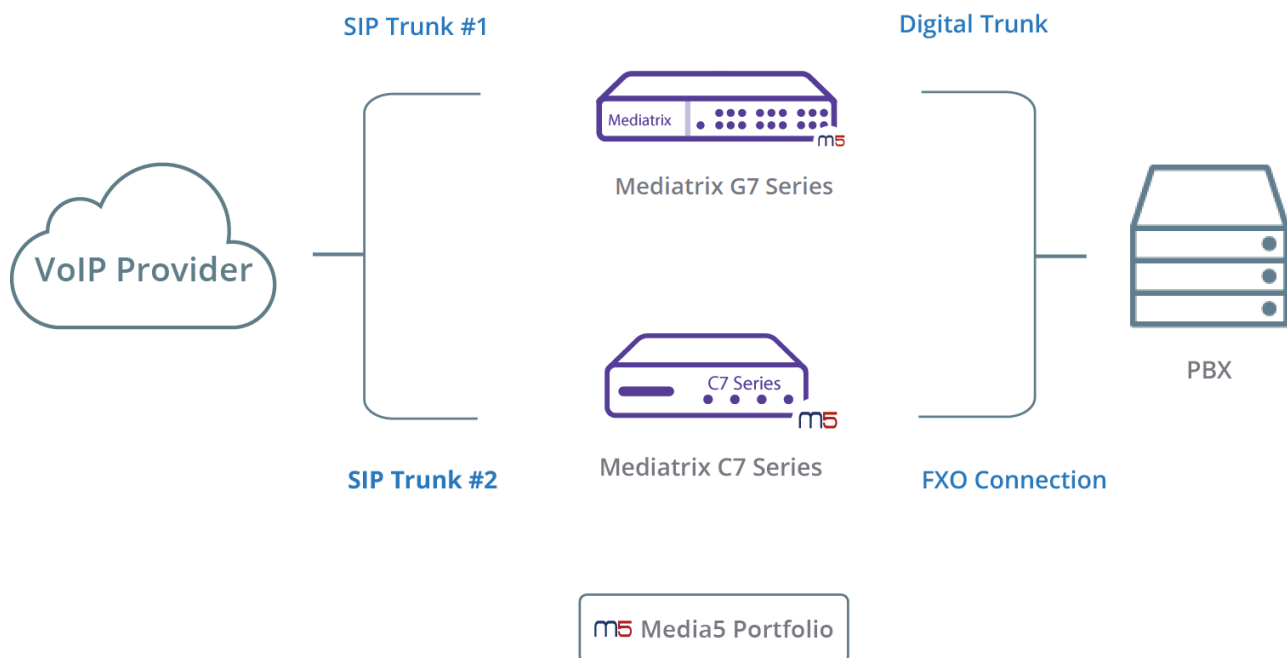 SIP Trunk #1
Digital Trunk
Mediatrix
m5
Mediatrix G7 Series
VoIP Provider
C7 Series
m5
PBX
Mediatrix C7 Series
SIP Trunk #2
FXO Connection
m5 Media5 Portfolio